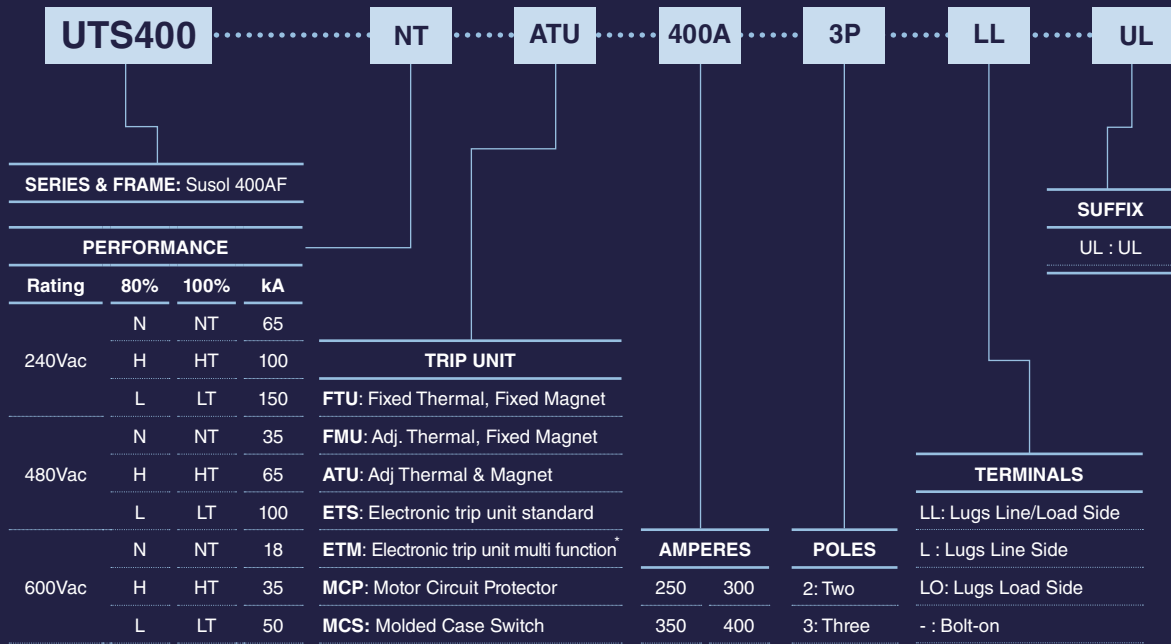 UTS400 NT ATU 400A 3P LL UL
SERIES & FRAME: Susol 400AF
PERFORMANCE
Rating 80% 100% kA
240Vac
N NT 65
H HT 100
L LT 150
480Vac
N NT 35
H HT 65
L LT 100
600Vac
N NT 18
H HT 35
L LT 50
TRIP UNIT
FTU: Fixed Thermal, Fixed Magnet
FMU: Adj. Thermal, Fixed Magnet
ATU: Adj Thermal & Magnet
ETS: Electronic trip unit standard
ETM: Electronic trip unit multi function*
MCP: Motor Circuit Protector
MCS: Molded Case Switch
AMPERES
250 300
350 400
POLES
2: Two
3: Three
TERMINALS
LL: Lugs Line/Load Side
L : Lugs Line Side
LO: Lugs Load Side
- : Bolt-on
SUFFIX
UL : UL